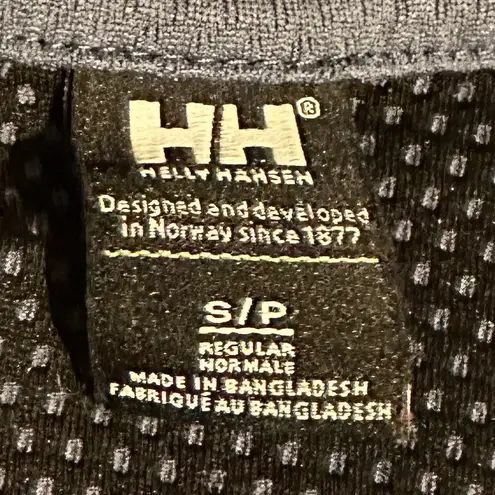 HH®
HELLY HANSEN
Designed and developed
in Norway since 1877
S/P
REGULAR
NORMALE
MADE IN BANGLADESH
FABRIQUÉ AU BANGLADESH